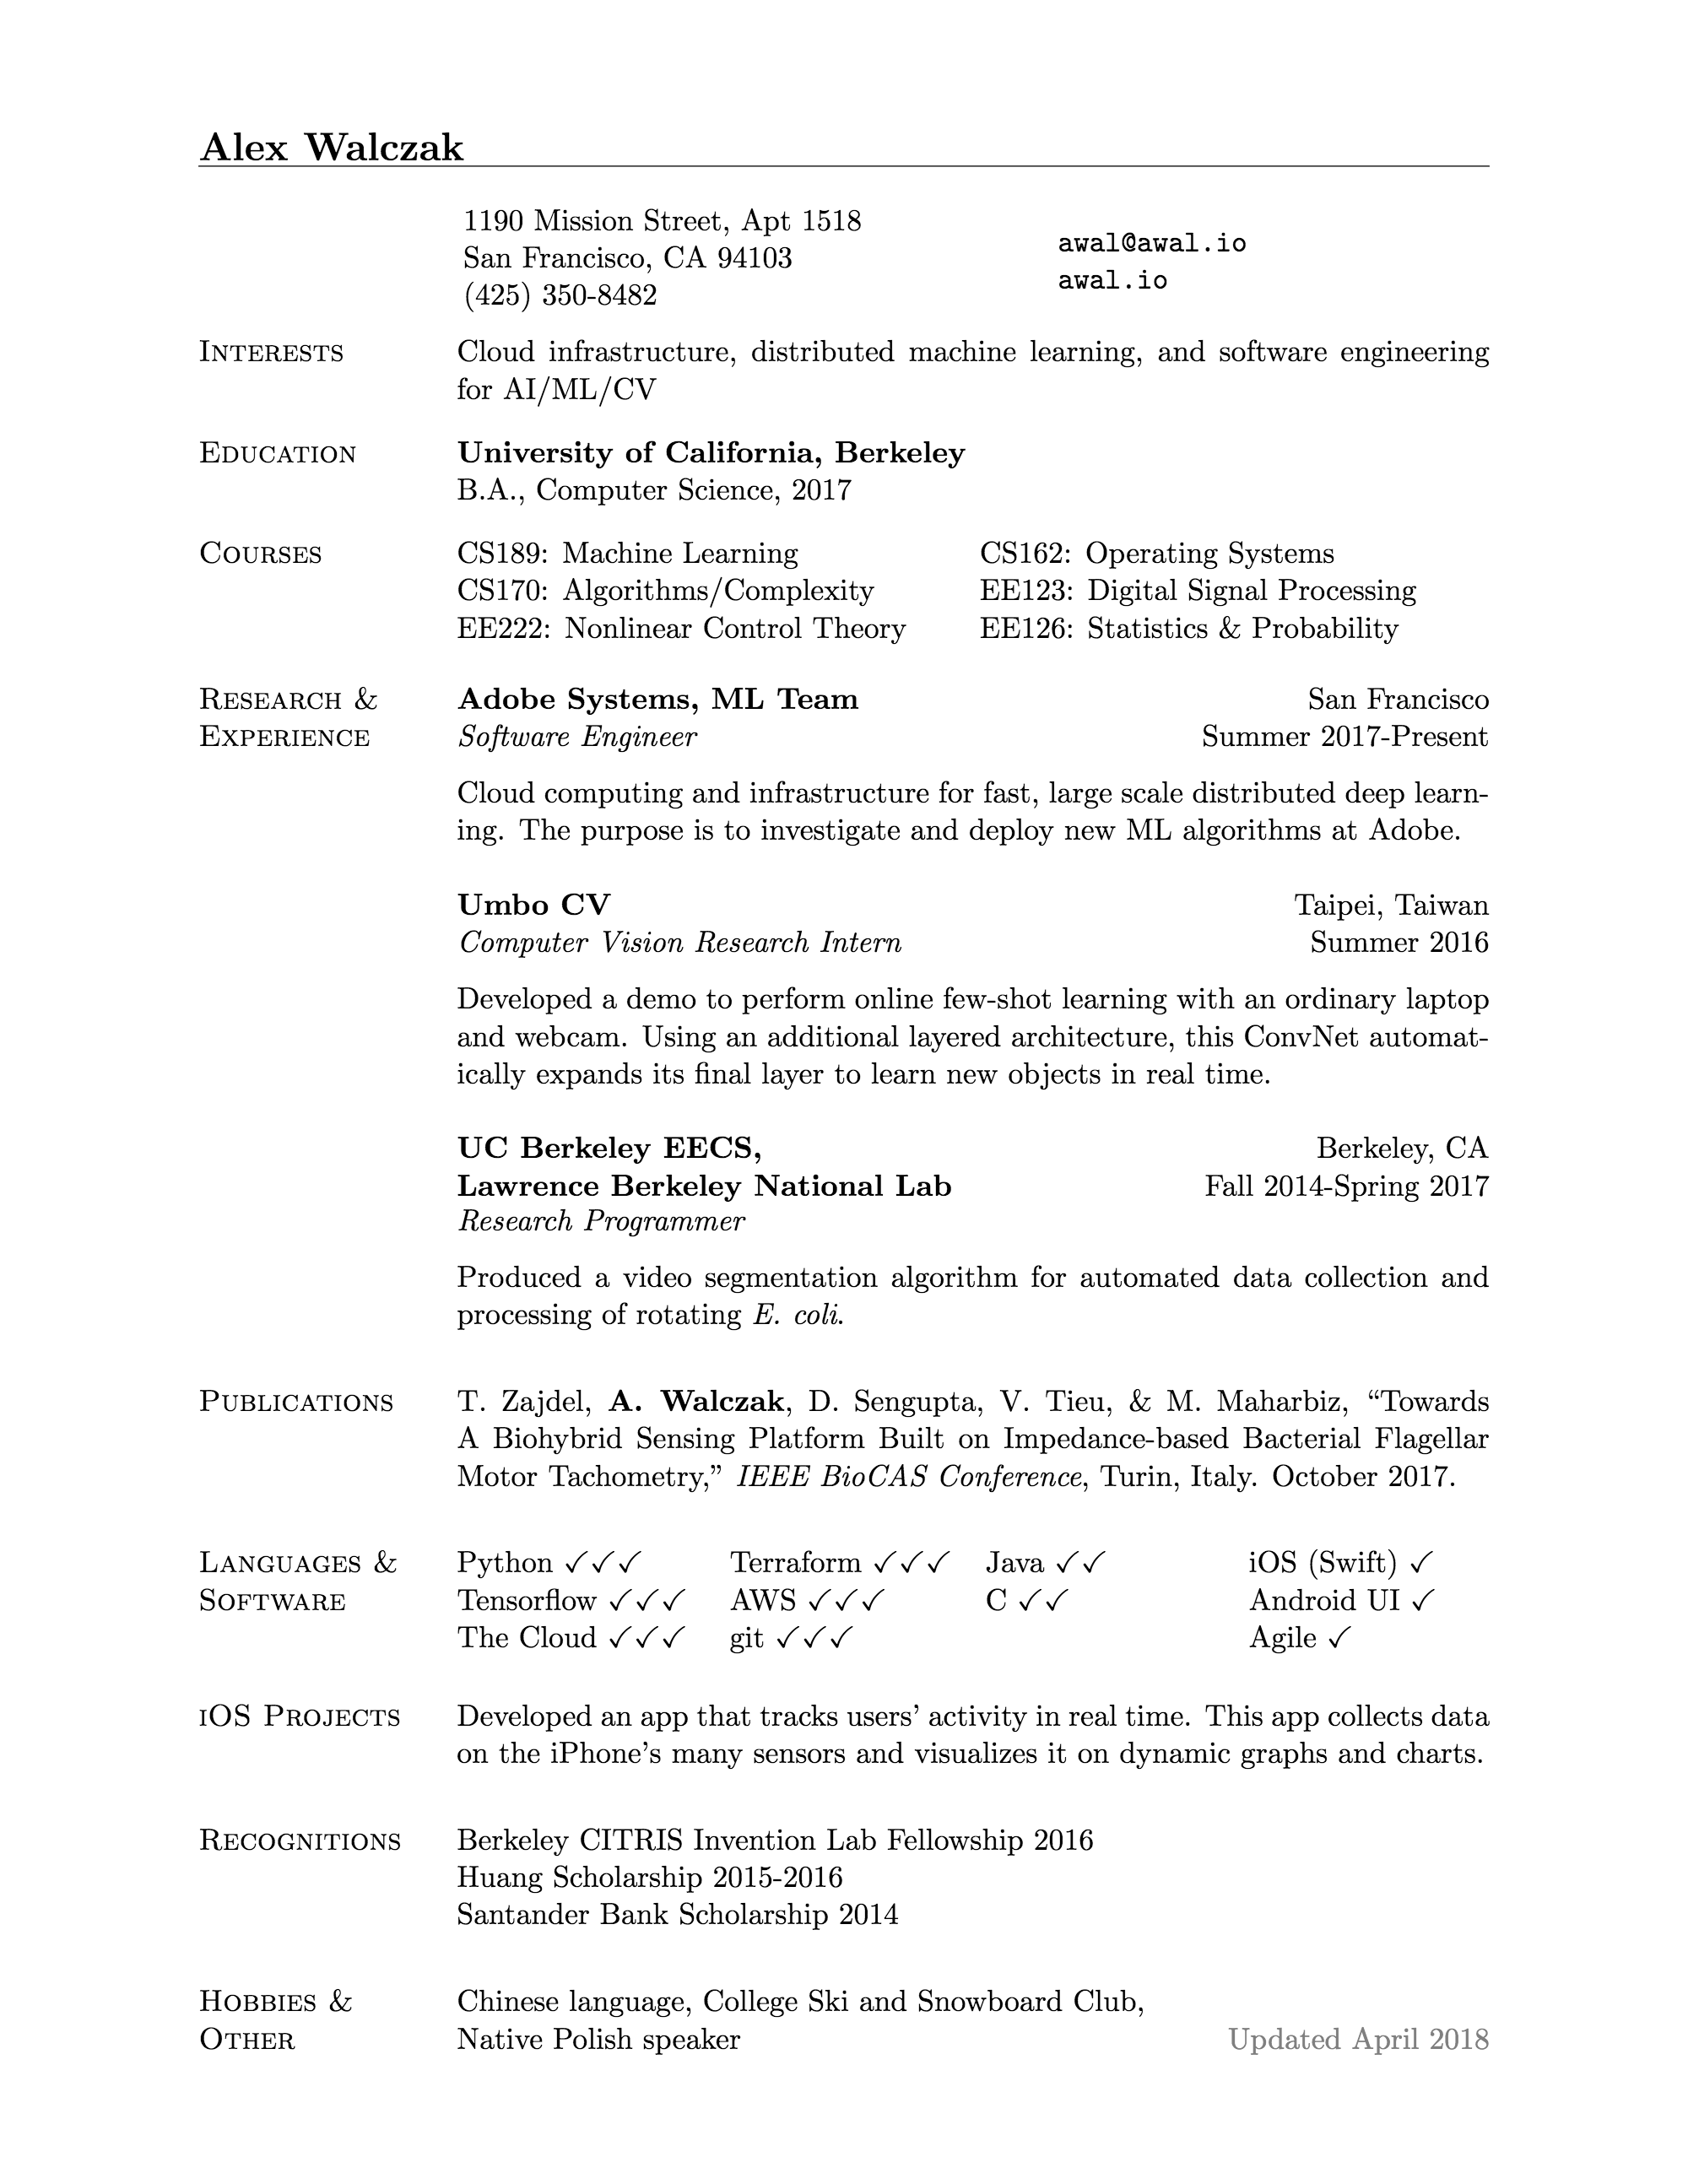 Alex Walczak
1190 Mission Street, Apt 1518
San Francisco, CA 94103
(425) 350-8482
awal@awal.io
awal.io
Interests
Cloud infrastructure, distributed machine learning, and software engineering
for AI/ML/CV
Education
University of California, Berkeley
B.A., Computer Science, 2017
Courses
CS189: Machine Learning
CS170: Algorithms/Complexity
EE222: Nonlinear Control Theory
CS162: Operating Systems
EE123: Digital Signal Processing
EE126: Statistics & Probability
Research &
Experience
Adobe Systems, ML Team San Francisco
Software Engineer Summer 2017-Present
Cloud computing and infrastructure for fast, large scale distributed deep learn-
ing. The purpose is to investigate and deploy new ML algorithms at Adobe.
Umbo CV Taipei, Taiwan
Computer Vision Research Intern Summer 2016
Developed a demo to perform online few-shot learning with an ordinary laptop
and webcam. Using an additional layered architecture, this ConvNet automat-
ically expands its final layer to learn new objects in real time.
UC Berkeley EECS, Berkeley, CA
Lawrence Berkeley National Lab Fall 2014-Spring 2017
Research Programmer
Produced a video segmentation algorithm for automated data collection and
processing of rotating E. coli.
Publications
T. Zajdel, A. Walczak, D. Sengupta, V. Tieu, & M. Maharbiz, “Towards
A Biohybrid Sensing Platform Built on Impedance-based Bacterial Flagellar
Motor Tachometry,” IEEE BioCAS Conference, Turin, Italy. October 2017.
Languages &
Software
Python ✓✓✓ Terraform ✓✓✓ Java ✓✓ iOS (Swift) ✓
Tensorflow ✓✓✓ AWS ✓✓✓ C ✓✓ Android UI ✓
The Cloud ✓✓✓ git ✓✓✓ Agile ✓
iOS Projects
Developed an app that tracks users’ activity in real time. This app collects data
on the iPhone’s many sensors and visualizes it on dynamic graphs and charts.
Recognitions
Berkeley CITRIS Invention Lab Fellowship 2016
Huang Scholarship 2015-2016
Santander Bank Scholarship 2014
Hobbies &
Other
Chinese language, College Ski and Snowboard Club,
Native Polish speaker
Updated April 2018